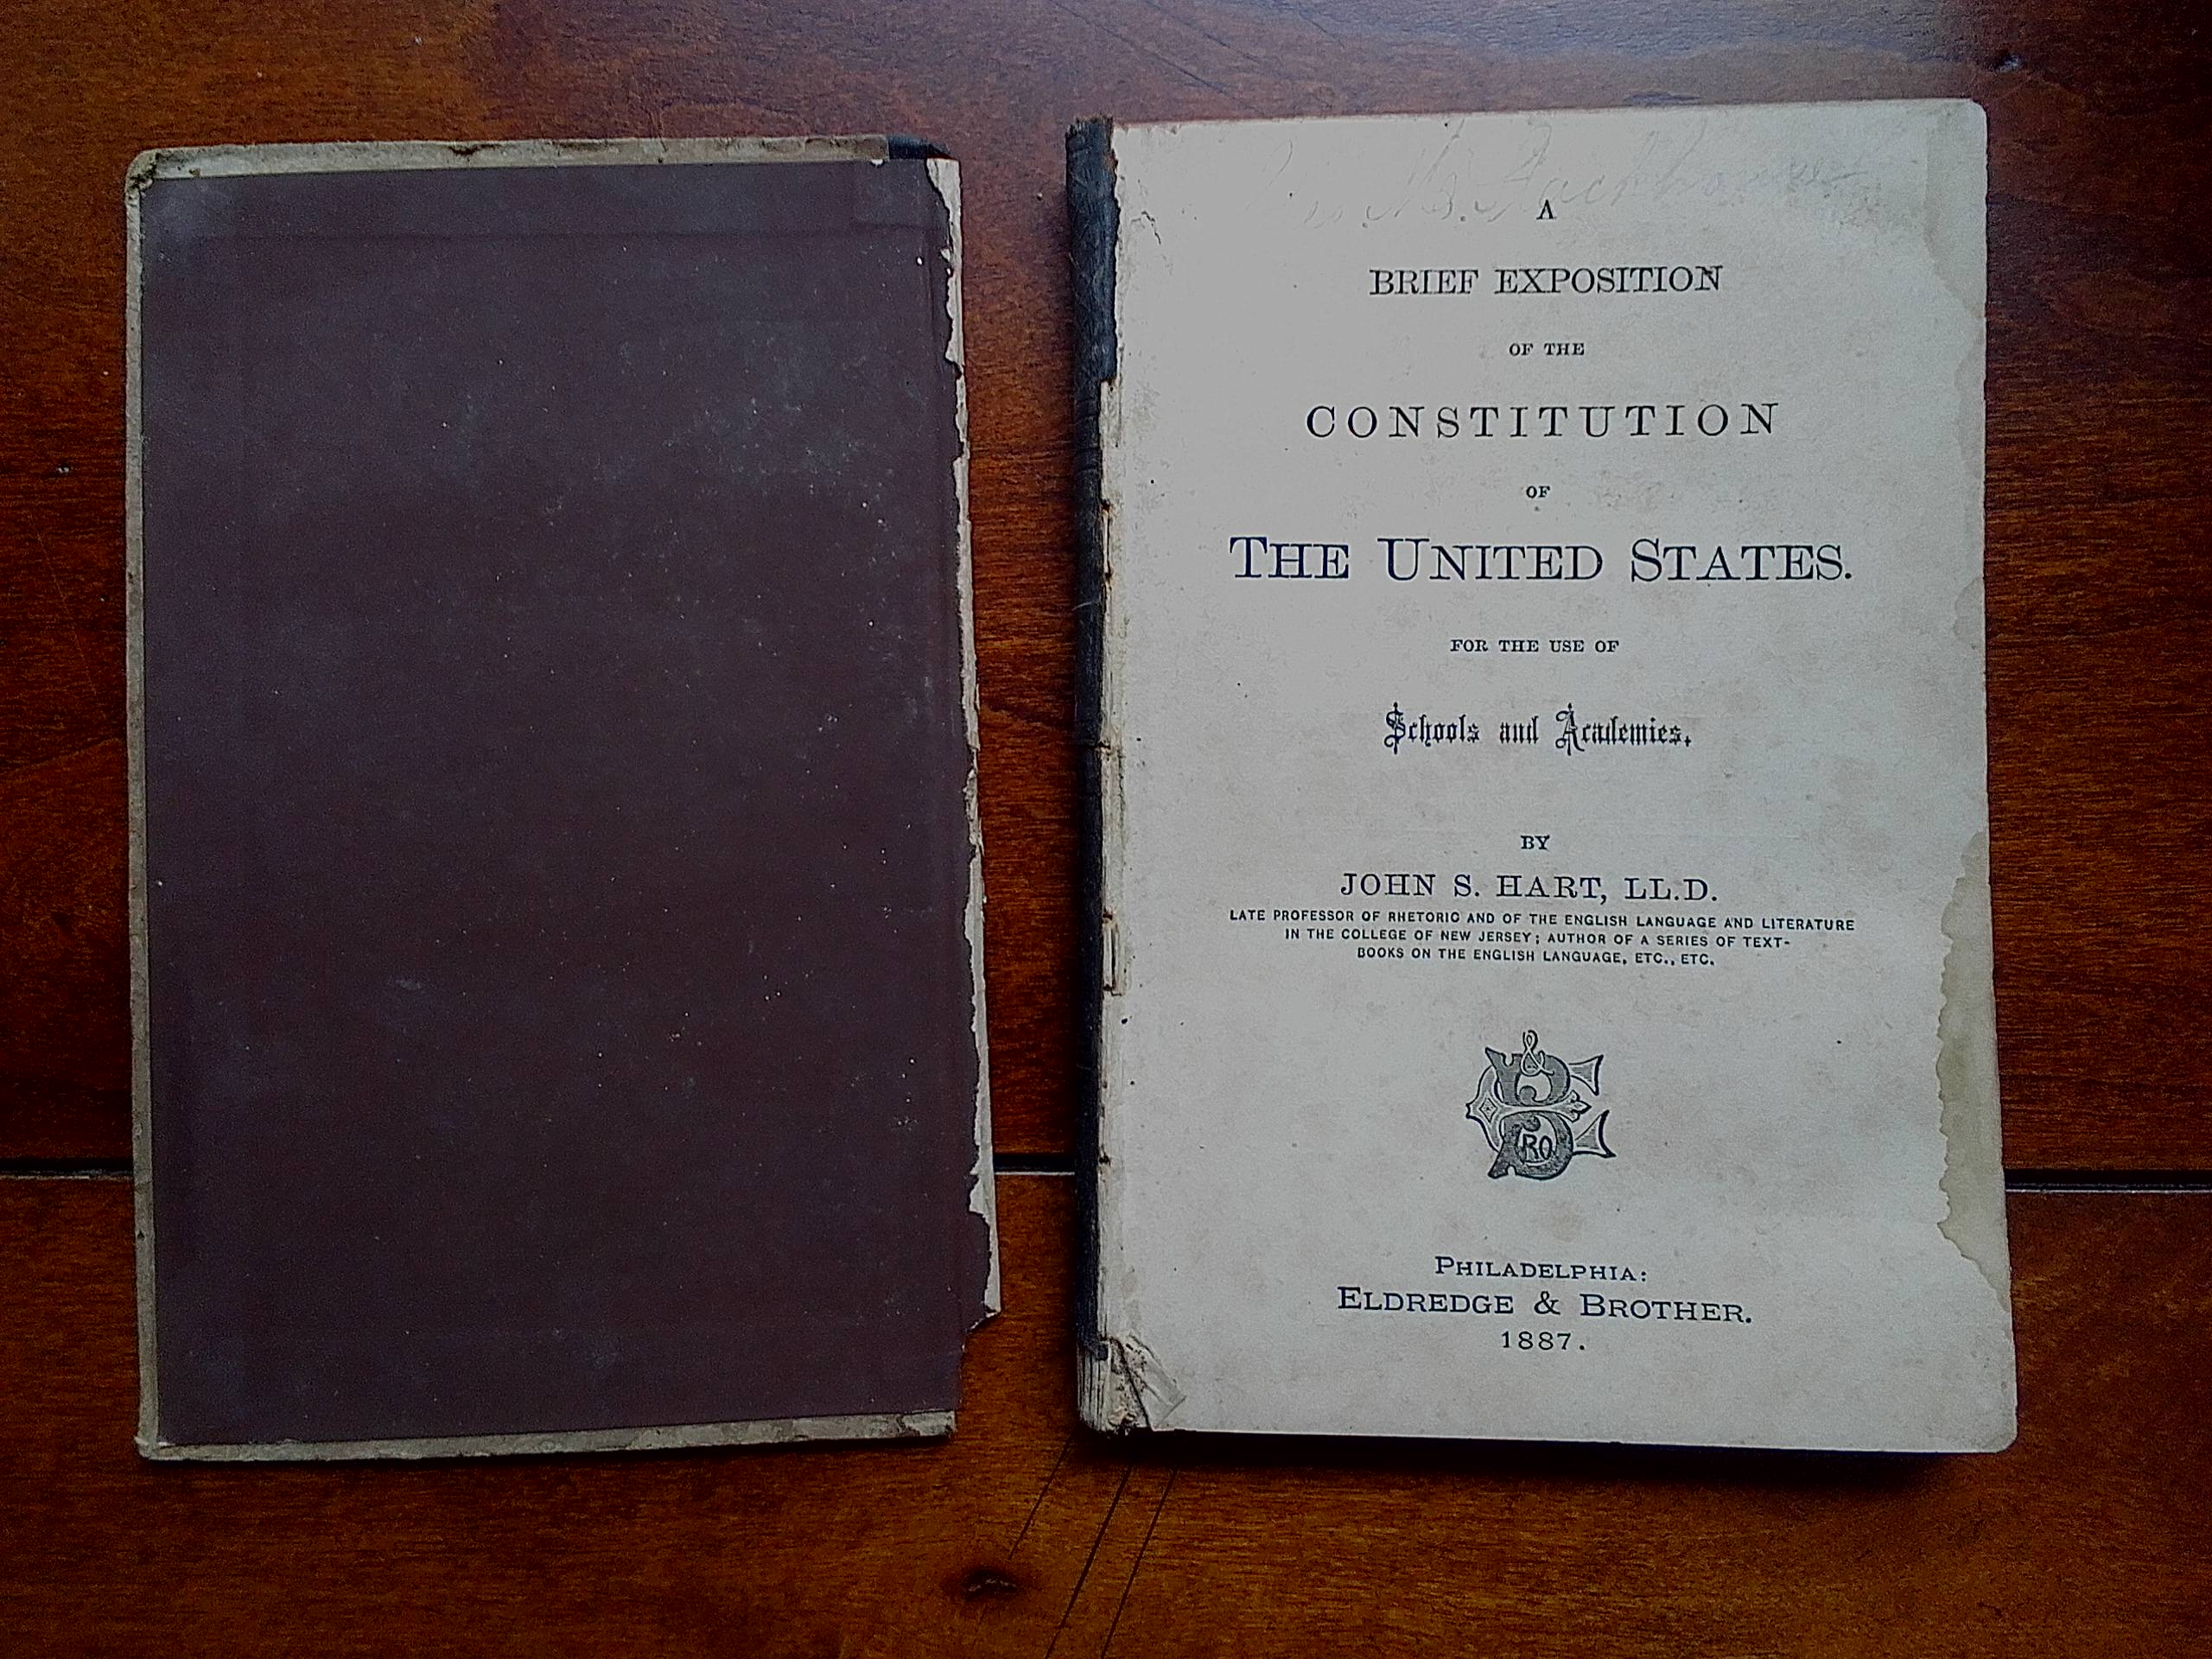 A
BRIEF EXPOSITION
OF THE
CONSTITUTION
OF
THE UNITED STATES.
FOR THE USE OF
Schools and Academies.
BY
JOHN S. HART, LL.D.
LATE PROFESSOR OF RHETORIC AND OF THE ENGLISH LANGUAGE AND LITERATURE
IN THE COLLEGE OF NEW JERSEY; AUTHOR OF A SERIES OF TEXT-
BOOKS ON THE ENGLISH LANGUAGE, ETC., ETC.
&
E
B
RO
PHILADELPHIA:
ELDREDGE & BROTHER.
1887.